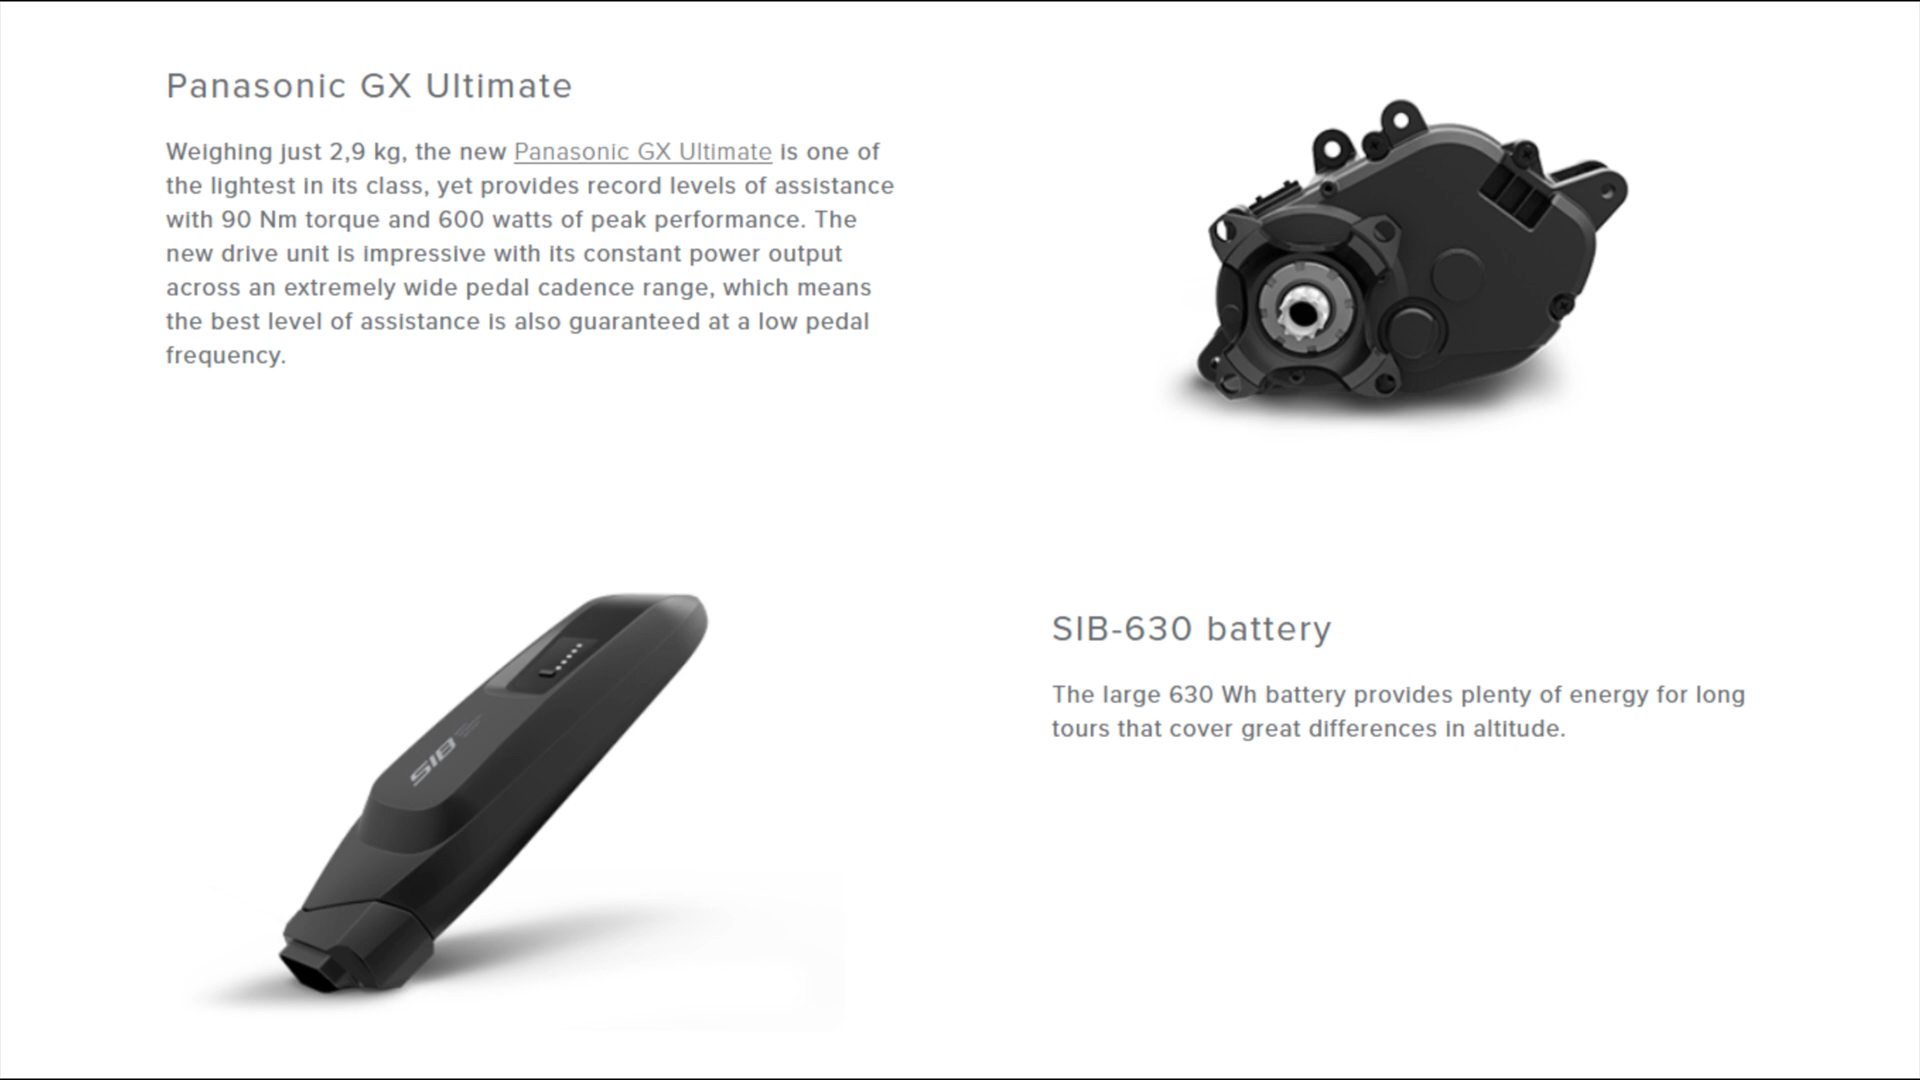 Panasonic GX Ultimate
Weighing just 2,9 kg, the new Panasonic GX Ultimate is one of
the lightest in its class, yet provides record levels of assistance
with 90 Nm torque and 600 watts of peak performance. The
new drive unit is impressive with its constant power output
across an extremely wide pedal cadence range, which means
the best level of assistance is also guaranteed at a low pedal
frequency.
SIB
SIB-630 battery
The large 630 Wh battery provides plenty of energy for long
tours that cover great differences in altitude.